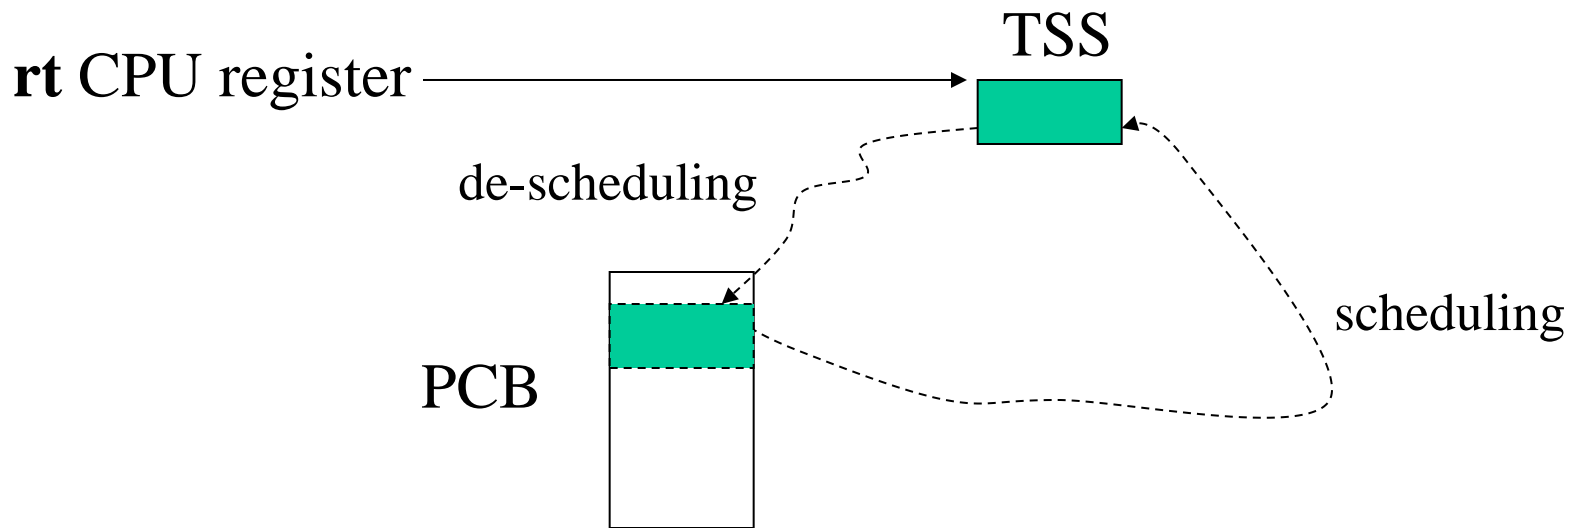 TSS
rt CPU register
de-scheduling
scheduling
PCB